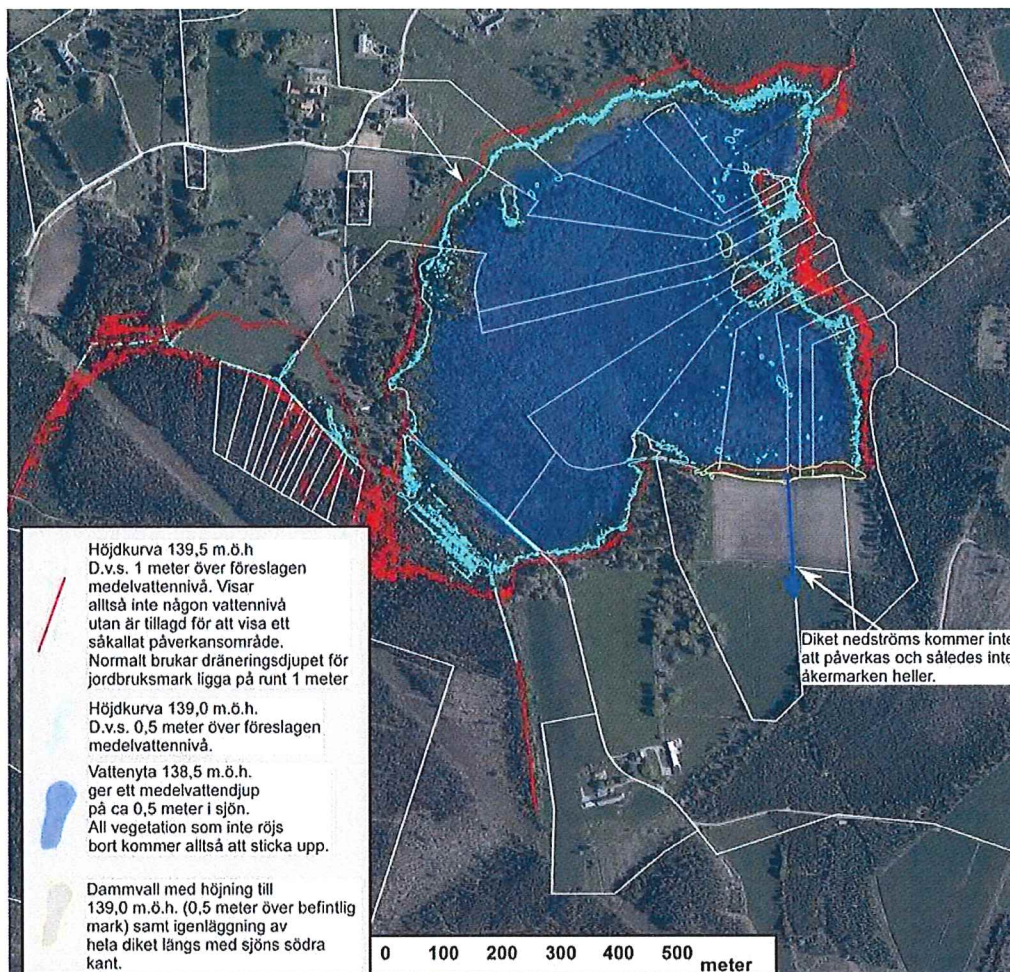 Höjdkurva 139,5 m.ö.h
D.v.s. 1 meter över föreslagen
medelvattennivå. Visar
alltså inte någon vattennivå
utan är tillagd för att visa ett
såkallat påverkansområde.
Normalt brukar dräneringsdjupet för
jordbruksmark ligga på runt 1 meter
Höjdkurva 139,0 m.ö.h.
D.v.s. 0,5 meter över föreslagen
medelvattennivå.
Vattenyta 138,5 m.ö.h.
ger ett medelvattendjup
på ca 0,5 meter i sjön.
All vegetation som inte röjs
bort kommer alltså att sticka upp.
Dammvall med höjning till
139,0 m.ö.h. (0,5 meter över befintlig
mark) samt igenläggning av
hela diket längs med sjöns södra
kant.
Diket nedströms kommer inte
att påverkas och således inte
åkermarken heller.
0 100 200 300 400 500 meter